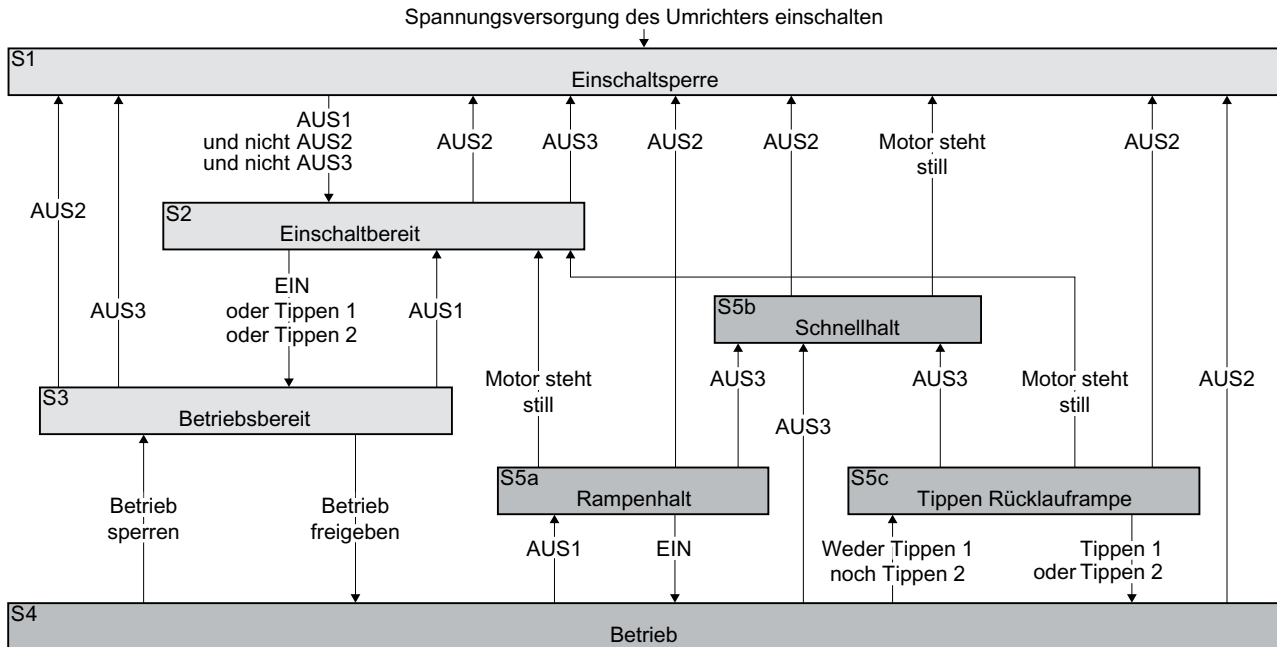 Spannungsversorgung des Umrichters einschalten
S1
Einschaltsperre
AUS1
und nicht AUS2
und nicht AUS3
AUS2
AUS3
AUS2
AUS2
Motor steht
still
AUS2
AUS2
S2
Einschaltbereit
AUS3
EIN
oder Tippen 1
oder Tippen 2
AUS1
S5b
Schnellhalt
Motor steht
still
AUS3
AUS3
Motor steht
still
AUS2
S3
Betriebsbereit
AUS3
S5a
Rampenhalt
S5c
Tippen Rücklauframpe
Betrieb
sperren
Betrieb
freigeben
AUS1
EIN
Weder Tippen 1
noch Tippen 2
Tippen 1
oder Tippen 2
S4
Betrieb